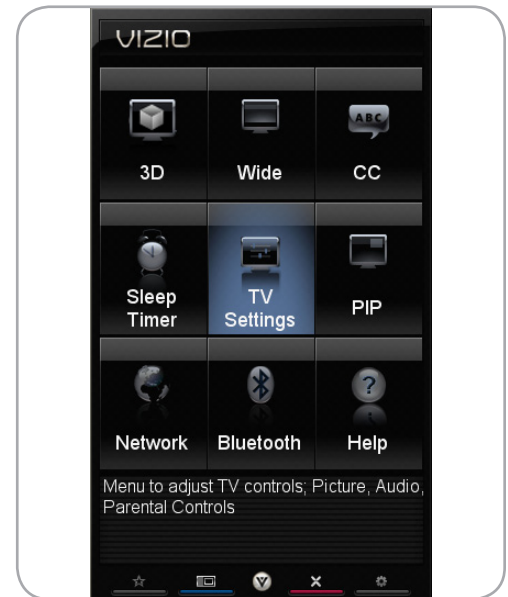 VIZIO
3D Wide CC
ABC
Sleep Timer
TV Settings
PIP
Network Bluetooth Help
?
Menu to adjust TV controls; Picture, Audio,
Parental Controls
V